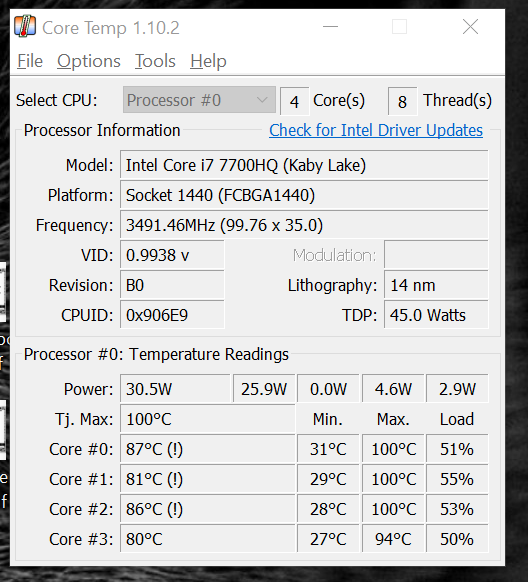 Core Temp 1.10.2
File Options Tools Help
Select CPU: Processor #0 4 Core(s) 8 Thread(s)
Processor Information Check for Intel Driver Updates
Model: Intel Core i7 7700HQ (Kaby Lake)
Platform: Socket 1440 (FCBGA1440)
Frequency: 3491.46MHz (99.76 x 35.0)
VID: 0.9938 v Modulation:
Revision: B0 Lithography: 14 nm
CPUID: 0x906E9 TDP: 45.0 Watts
Processor #0: Temperature Readings
Power: 30.5W 25.9W 0.0W 4.6W 2.9W
Tj. Max: 100°C Min. Max. Load
Core #0: 87°C (!) 31°C 100°C 51%
Core #1: 81°C (!) 29°C 100°C 55%
Core #2: 86°C (!) 28°C 100°C 53%
Core #3: 80°C 27°C 94°C 50%